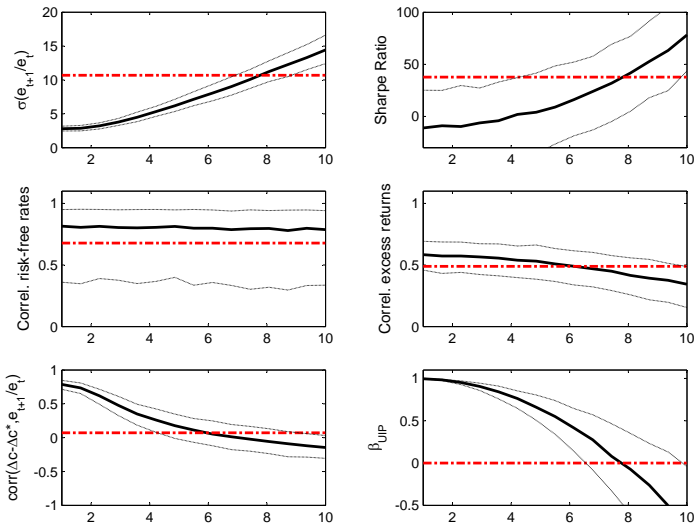 σ(e_{t+1}/e_t)
20
15
10
5
0
2 4 6 8 10
Sharpe Ratio
100
50
0
2 4 6 8 10
Correl. risk-free rates
1
0.5
0
2 4 6 8 10
Correl. excess returns
1
0.5
0
2 4 6 8 10
corr(Δc-Δc*,e_{t+1}/e_t)
1
0.5
0
-0.5
-1
2 4 6 8 10
β_{UIP}
1
0.5
0
-0.5
2 4 6 8 10